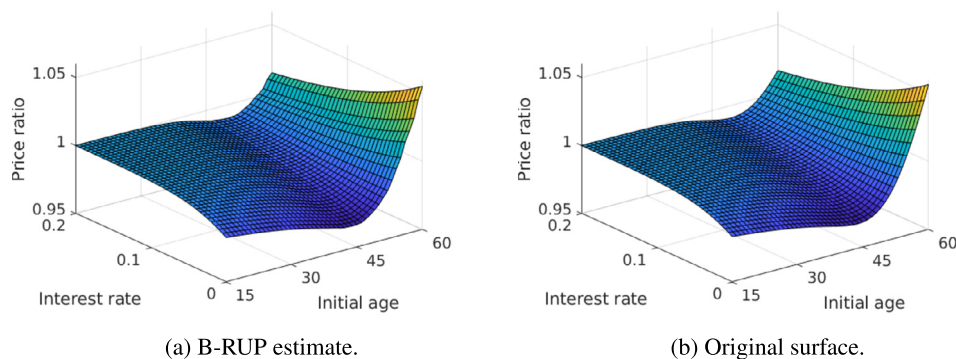 1.05
1
0.95
0.2
0.1
0
15
30
45
60
Price ratio
Interest rate
Initial age
(a) B-RUP estimate.
1.05
1
0.95
0.2
0.1
0
15
30
45
60
Price ratio
Interest rate
Initial age
(b) Original surface.